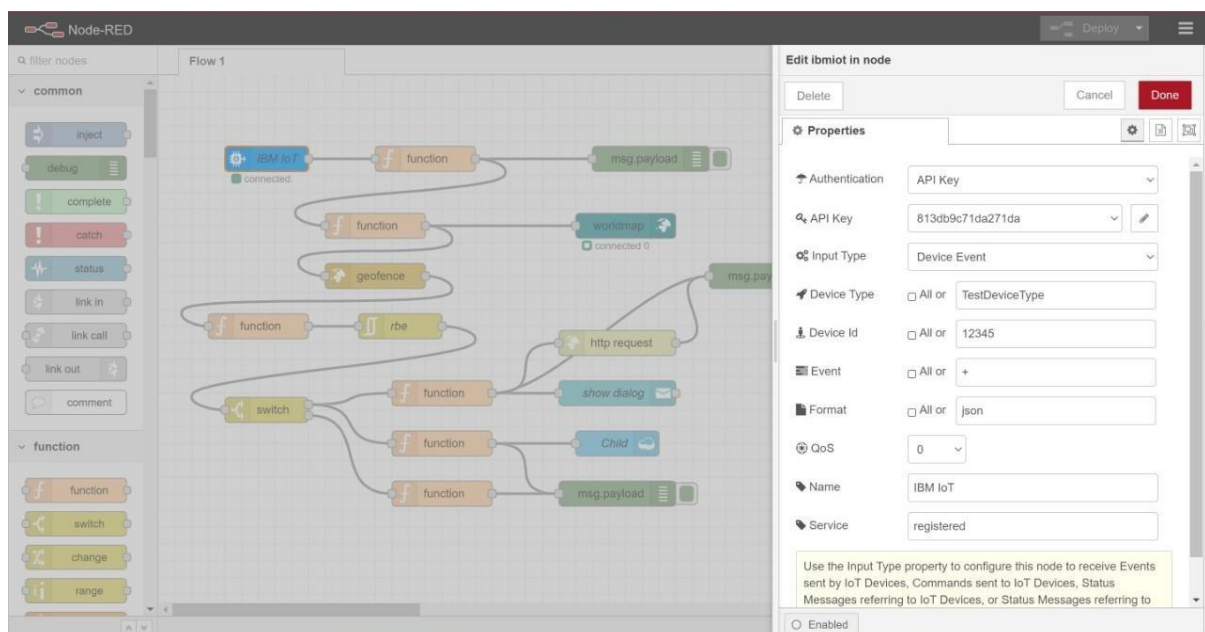 Node-RED
Deploy
filter nodes
common
inject
debug
complete
catch
status
link in
link call
link out
comment
function
function
switch
change
range
Flow 1
IBM IoT
connected
function
msg.payload
function
worldmap
connected 0
geofence
msg.pay
function
rbe
http request
function
show dialog
switch
function
Child
function
msg.payload
Edit ibmiot in node
Delete
Cancel
Done
Properties
Authentication
API Key
API Key
813db9c71da271da
Input Type
Device Event
Device Type
All or
TestDeviceType
Device Id
All or
12345
Event
All or
+
Format
All or
json
QoS
0
Name
IBM IoT
Service
registered
Use the Input Type property to configure this node to receive Events
sent by IoT Devices, Commands sent to IoT Devices, Status
Messages referring to IoT Devices, or Status Messages referring to
Enabled